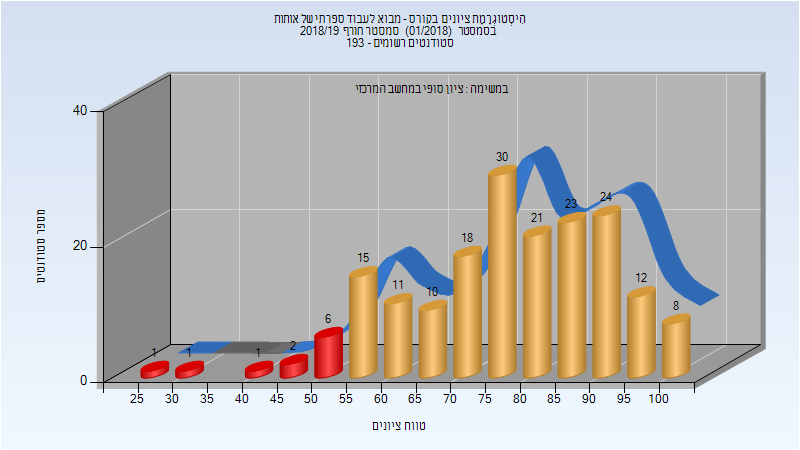 היסטוגרמת ציונים בקורס - מבוא לעבוד ספרתי של אותות
בסמסטר (01/2018) סמסטר חורף 2018/19
סטודנטים רשומים - 193
במשימה : ציון סופי במחשב המרכזי
מספר סטודנטים
40
20
0
1 1 1 2 6 15 11 10 18 30 21 23 24 12 8
25 30 35 40 45 50 55 60 65 70 75 80 85 90 95 100
טווח ציונים